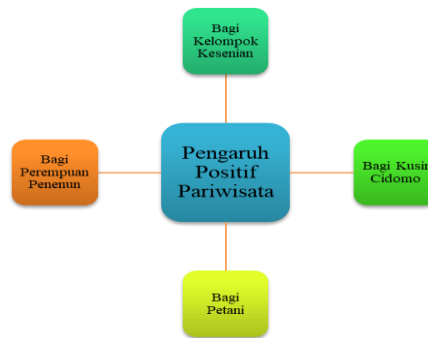 Bagi
Kelompok
Kesenian
Bagi
Perempuan
Penenun
Pengaruh
Positif
Pariwisata
Bagi Kusir
Cidomo
Bagi
Petani